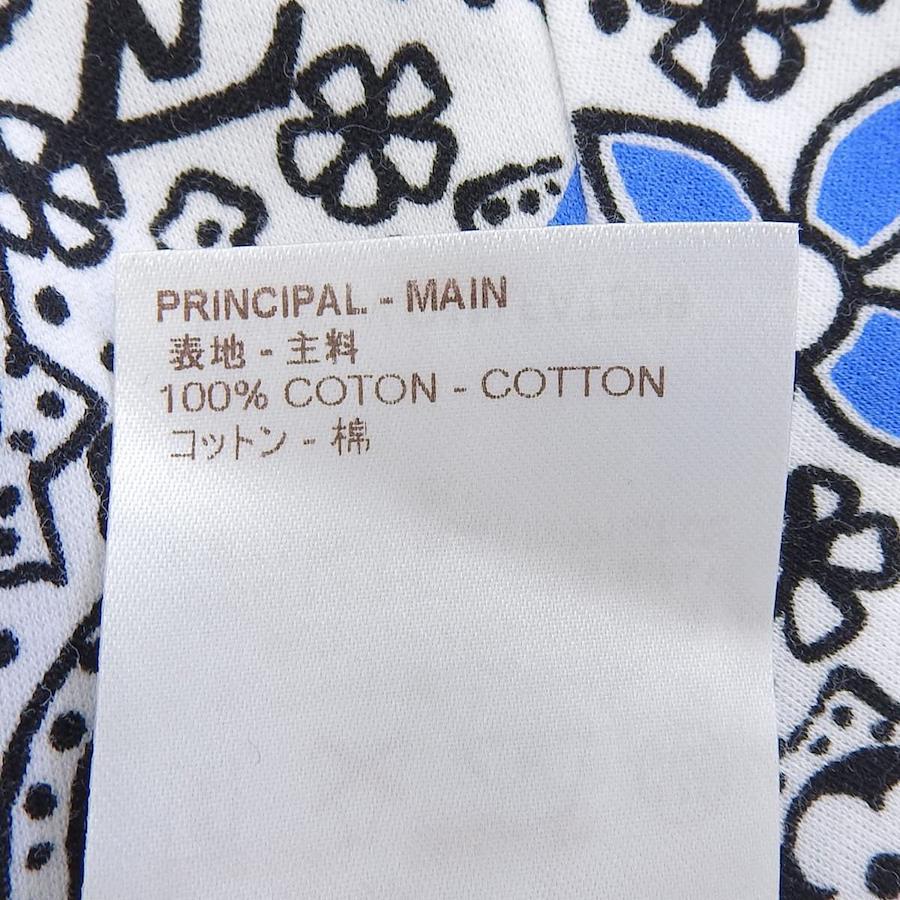 PRINCIPAL - MAIN
表地 - 主料
100% COTON - COTTON
コットン - 棉